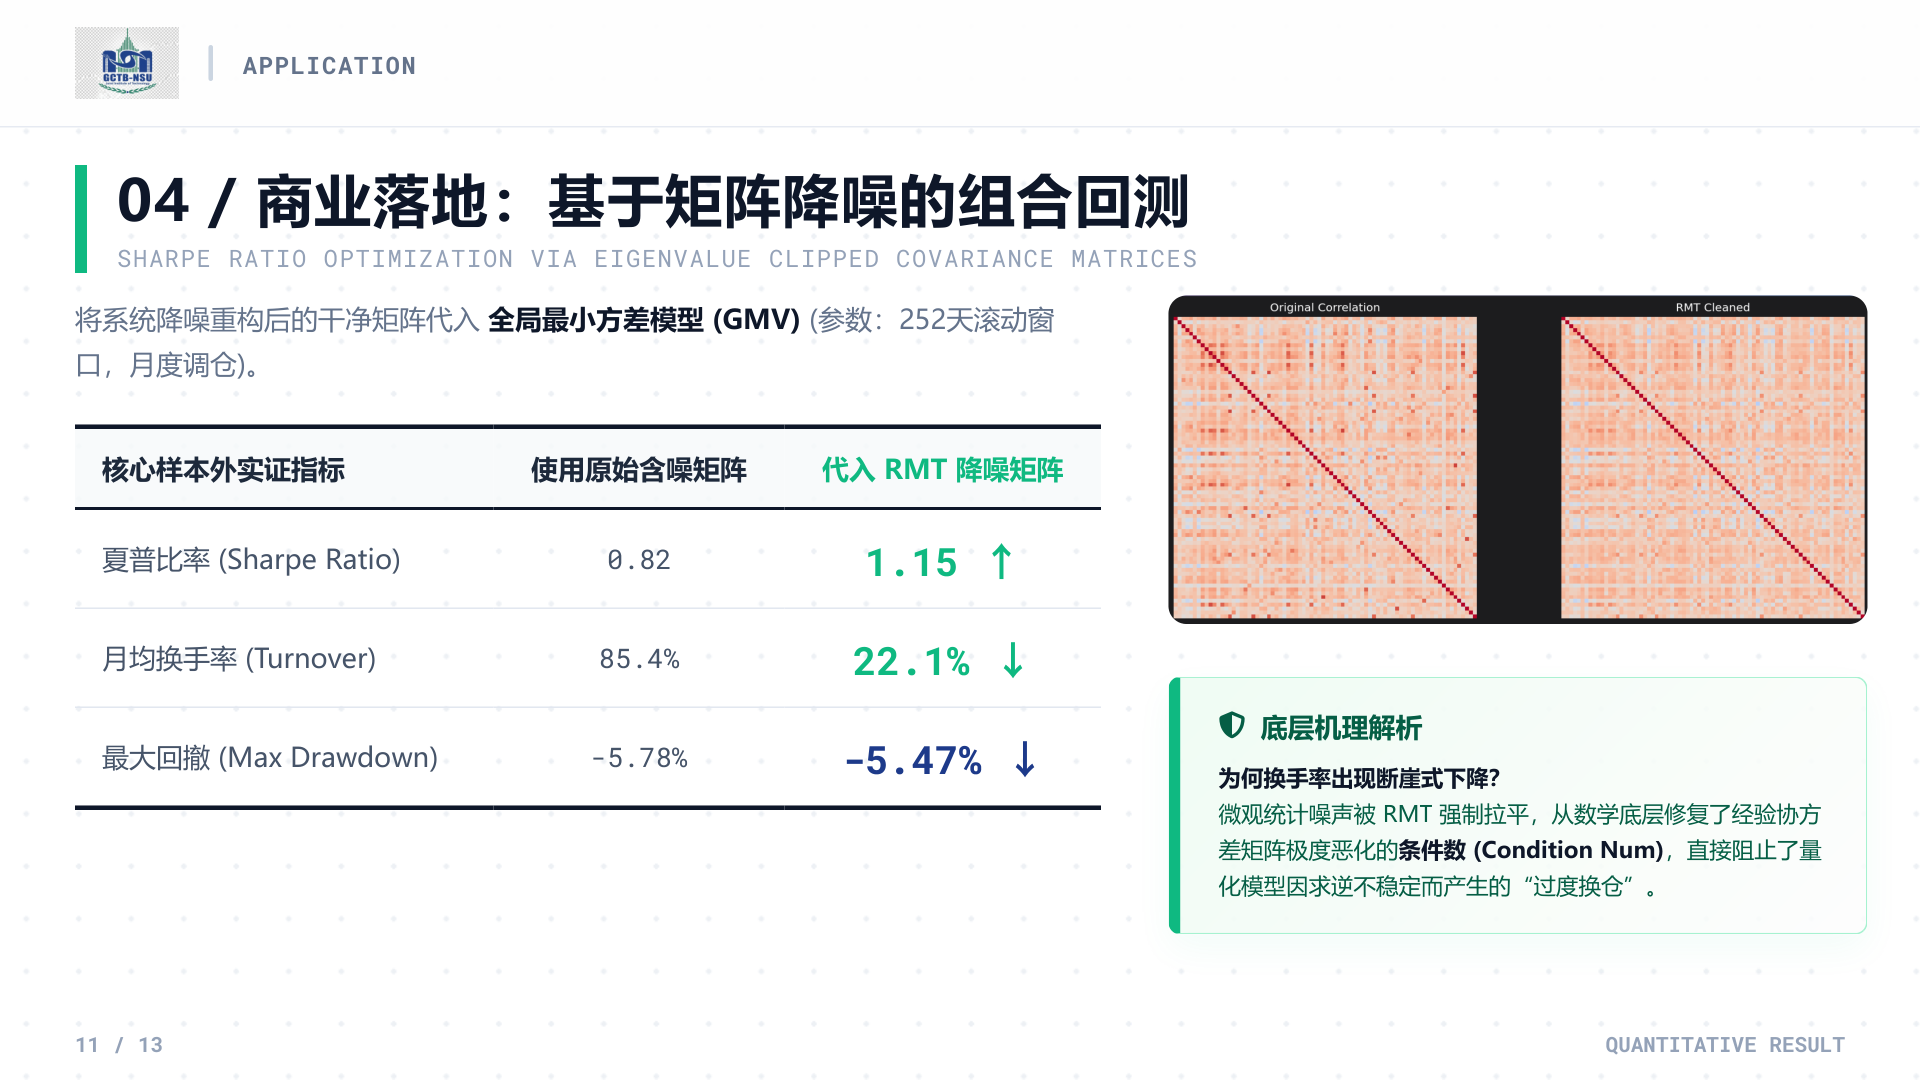 GCTB-NSU
APPLICATION
04 / 商业落地：基于矩阵降噪的组合回测
SHARPE RATIO OPTIMIZATION VIA EIGENVALUE CLIPPED COVARIANCE MATRICES
将系统降噪重构后的干净矩阵代入 全局最小方差模型 (GMV) (参数：252天滚动窗
口，月度调仓)。
核心样本外实证指标 使用原始含噪矩阵 代入 RMT 降噪矩阵
夏普比率 (Sharpe Ratio) 0.82 1.15 ↑
月均换手率 (Turnover) 85.4% 22.1% ↓
最大回撤 (Max Drawdown) -5.78% -5.47% ↓
Original Correlation RMT Cleaned
底层机理解析
为何换手率出现断崖式下降?
微观统计噪声被 RMT 强制拉平，从数学底层修复了经验协方
差矩阵极度恶化的条件数 (Condition Num)，直接阻止了量
化模型因求逆不稳定而产生的“过度换仓”。
11 / 13
QUANTITATIVE RESULT